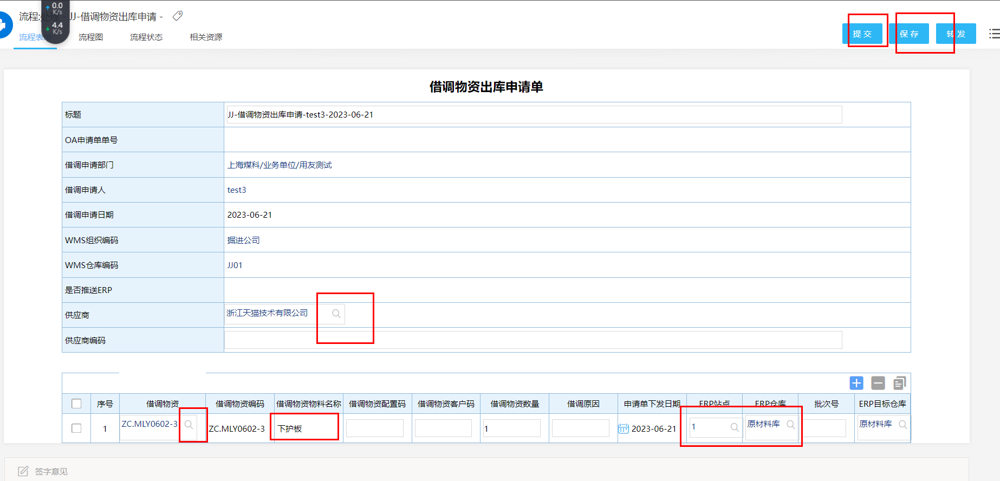 0.0
K/s
4.4
K/s
流程:处理 - JJ-借调物资出库申请 -
流程表单 流程图 流程状态 相关资源
提交 保存 转发
借调物资出库申请单
标题 JJ-借调物资出库申请-test3-2023-06-21
OA申请单单号
借调申请部门 上海煤科/业务单位/用友测试
借调申请人 test3
借调申请日期 2023-06-21
WMS组织编码 掘进公司
WMS仓库编码 JJ01
是否推送ERP
供应商 浙江天猫技术有限公司
供应商编码
序号 借调物资 借调物资编码 借调物资物料名称 借调物资配置码 借调物资客户码 借调物资数量 借调原因 申请单下发日期 ERP站点 ERP仓库 批次号 ERP目标仓库
1 ZC.MLY0602-3 ZC.MLY0602-3 下护板 1 2023-06-21 1 原材料库 原材料库
签字意见